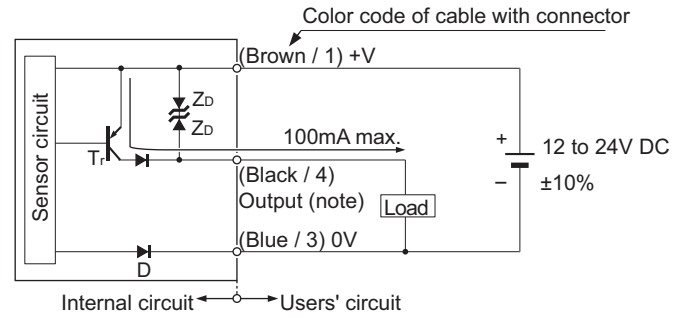 Color code of cable with connector
(Brown / 1) +V
Sensor circuit
Tr
ZD
ZD
100mA max.
(Black / 4)
Output (note)
Load
+
−
12 to 24V DC
±10%
(Blue / 3) 0V
D
Internal circuit
Users' circuit